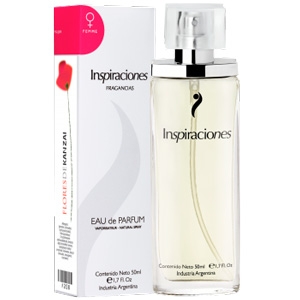 FEMME
Inspiraciones
FRAGANCIAS
FLORES DE KANZAI
EAU de PARFUM
VAPORISATEUR - NATURAL SPRAY
Contenido Neto 50ml
e 1,7 Fl. Oz
Industria Argentina
Inspiraciones
Contenido Neto 50ml
e 1,7 Fl. Oz
Industria Argentina